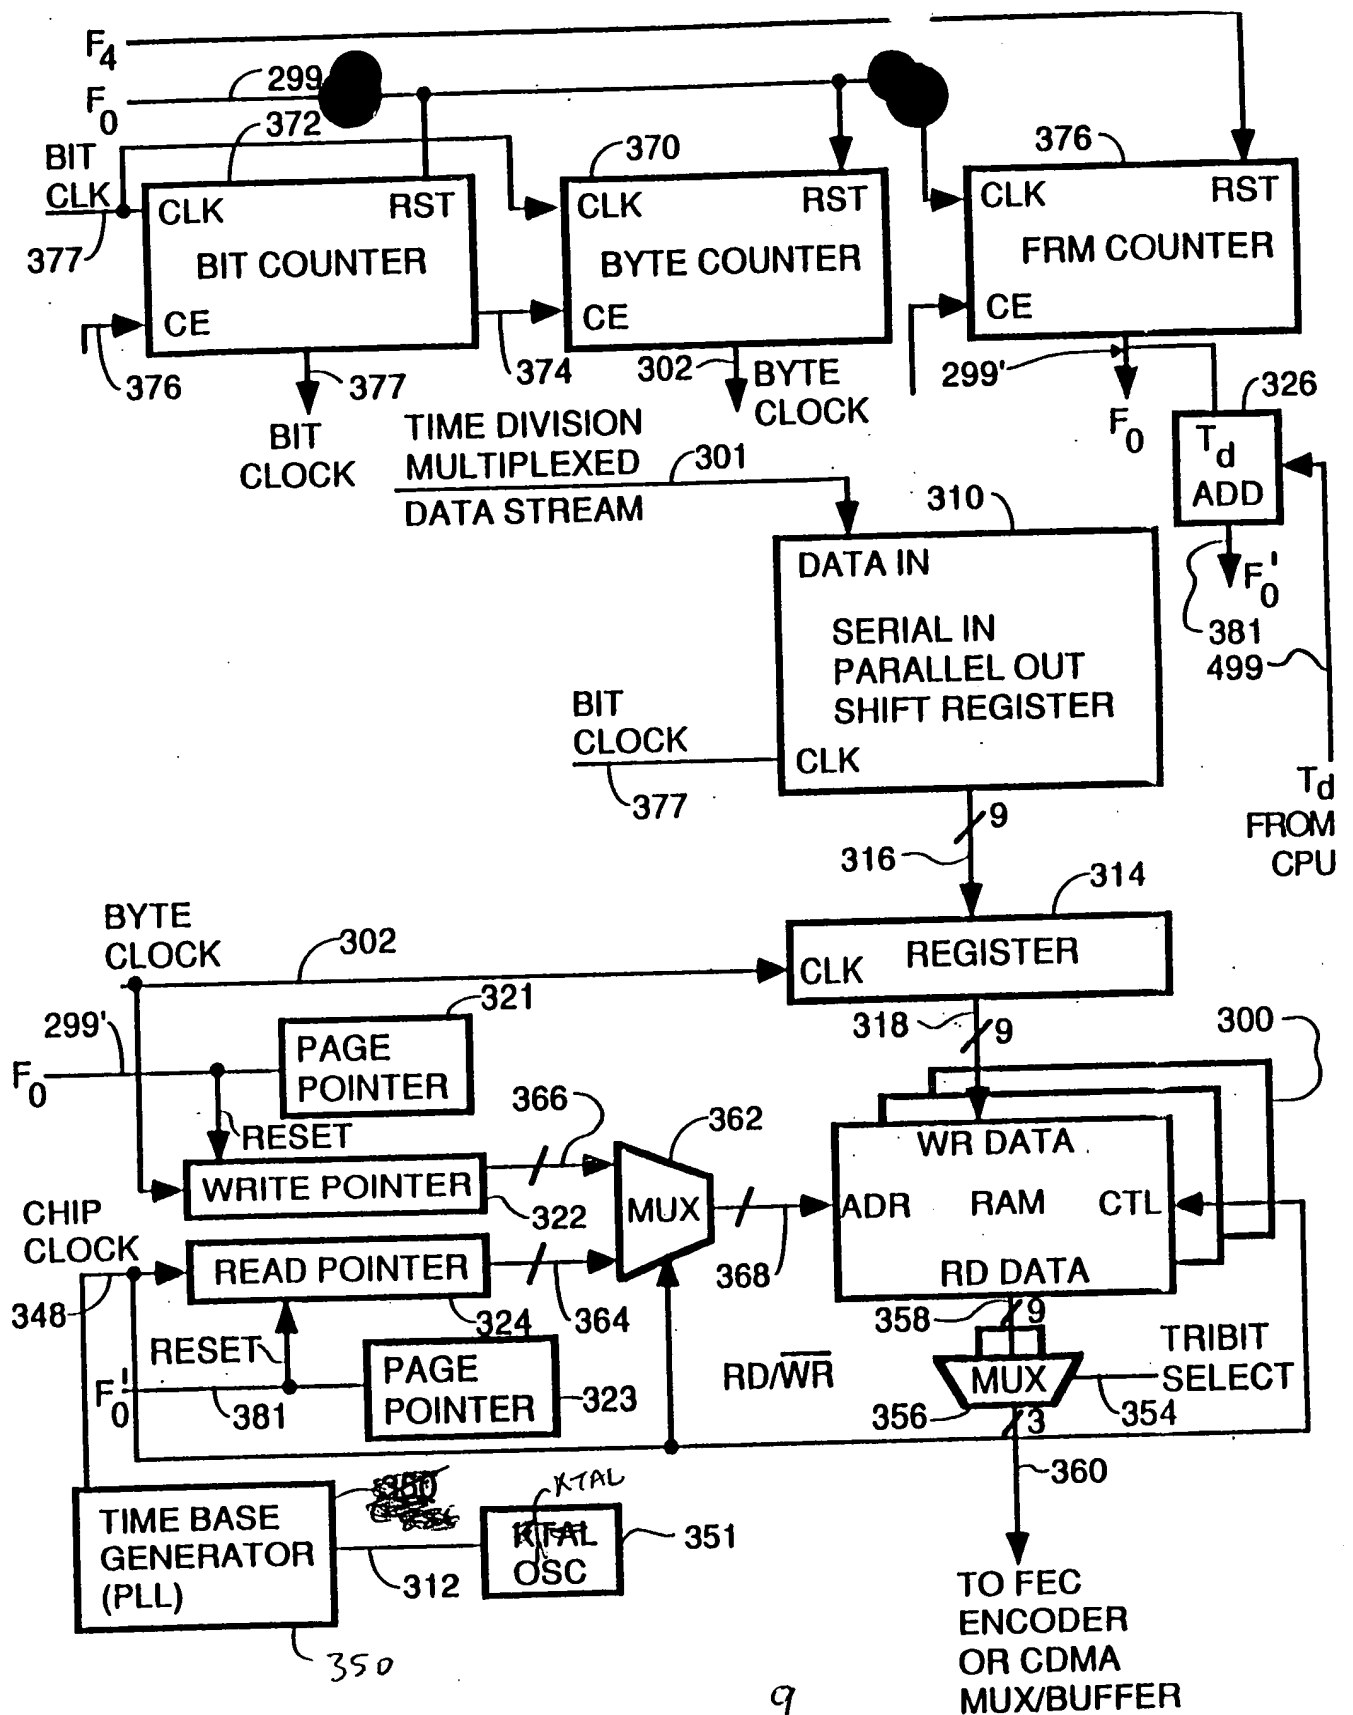 F4
F0
299
372
BIT
CLK
377
CLK
RST
BIT COUNTER
CE
376
377
BIT
CLOCK
370
CLK
RST
BYTE COUNTER
CE
374
302
BYTE
CLOCK
376
CLK
RST
FRM COUNTER
CE
299'
F0
326
Td
ADD
F0'
381
499
Td
FROM
CPU
TIME DIVISION
MULTIPLEXED
DATA STREAM
301
310
DATA IN
SERIAL IN
PARALLEL OUT
SHIFT REGISTER
CLK
BIT
CLOCK
377
9
316
314
REGISTER
CLK
BYTE
CLOCK
302
318
9
300
299'
F0
321
PAGE
POINTER
RESET
366
362
WRITE POINTER
322
MUX
WR DATA
ADR
RAM
CTL
RD DATA
CHIP
CLOCK
348
READ POINTER
324
364
368
358
9
RESET
F0'
381
PAGE
POINTER
323
RD/W̅R̅
MUX
TRIBIT
SELECT
356
354
3
360
TIME BASE
GENERATOR
(PLL)
350
312
XTAL
OSC
351
TO FEC
ENCODER
OR CDMA
MUX/BUFFER
9